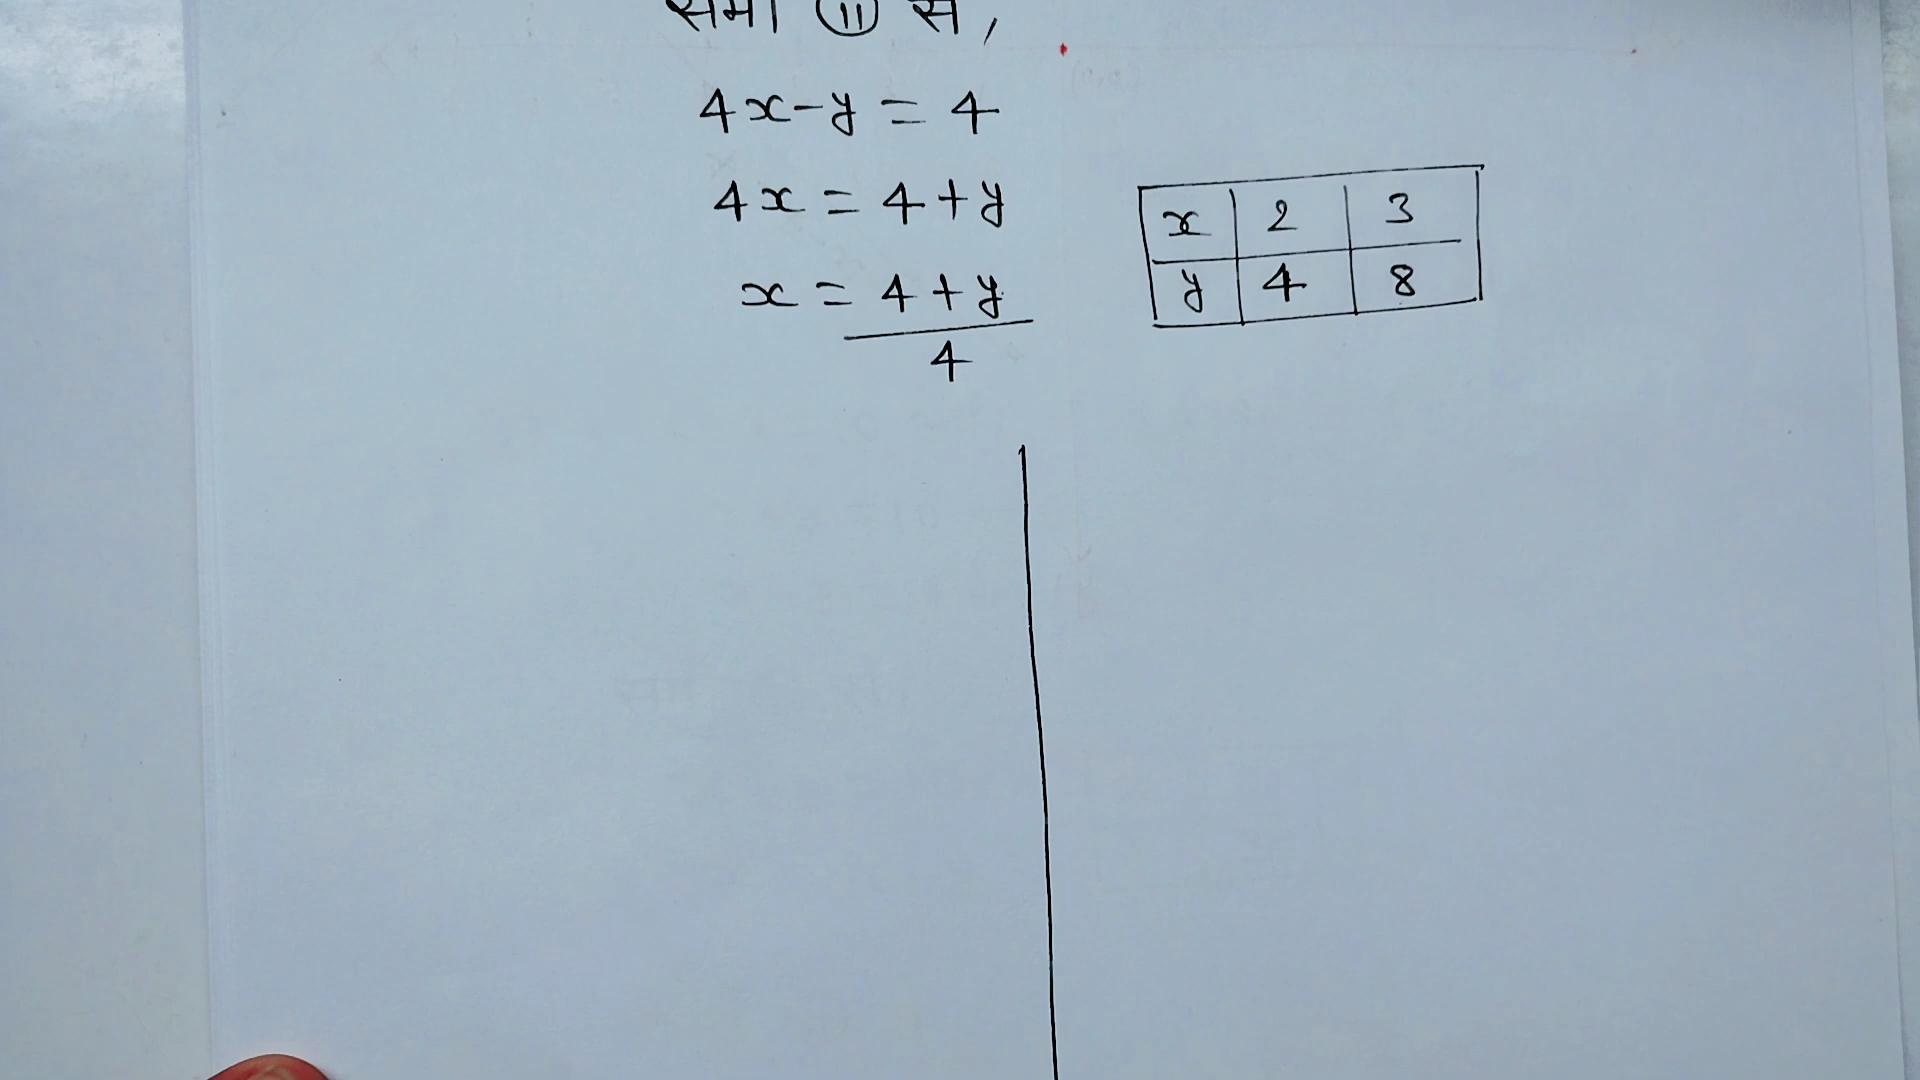 समी (ii) से,
4x-y = 4
4x = 4+y
x = 4+y
4
x 2 3
y 4 8